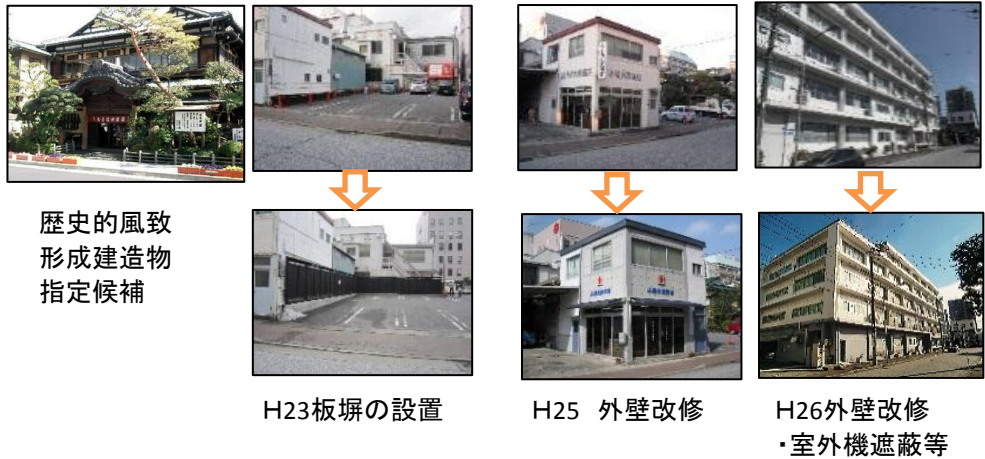 歴史的風致
形成建造物
指定候補
H23板塀の設置
H25 外壁改修
H26外壁改修
・室外機遮蔽等